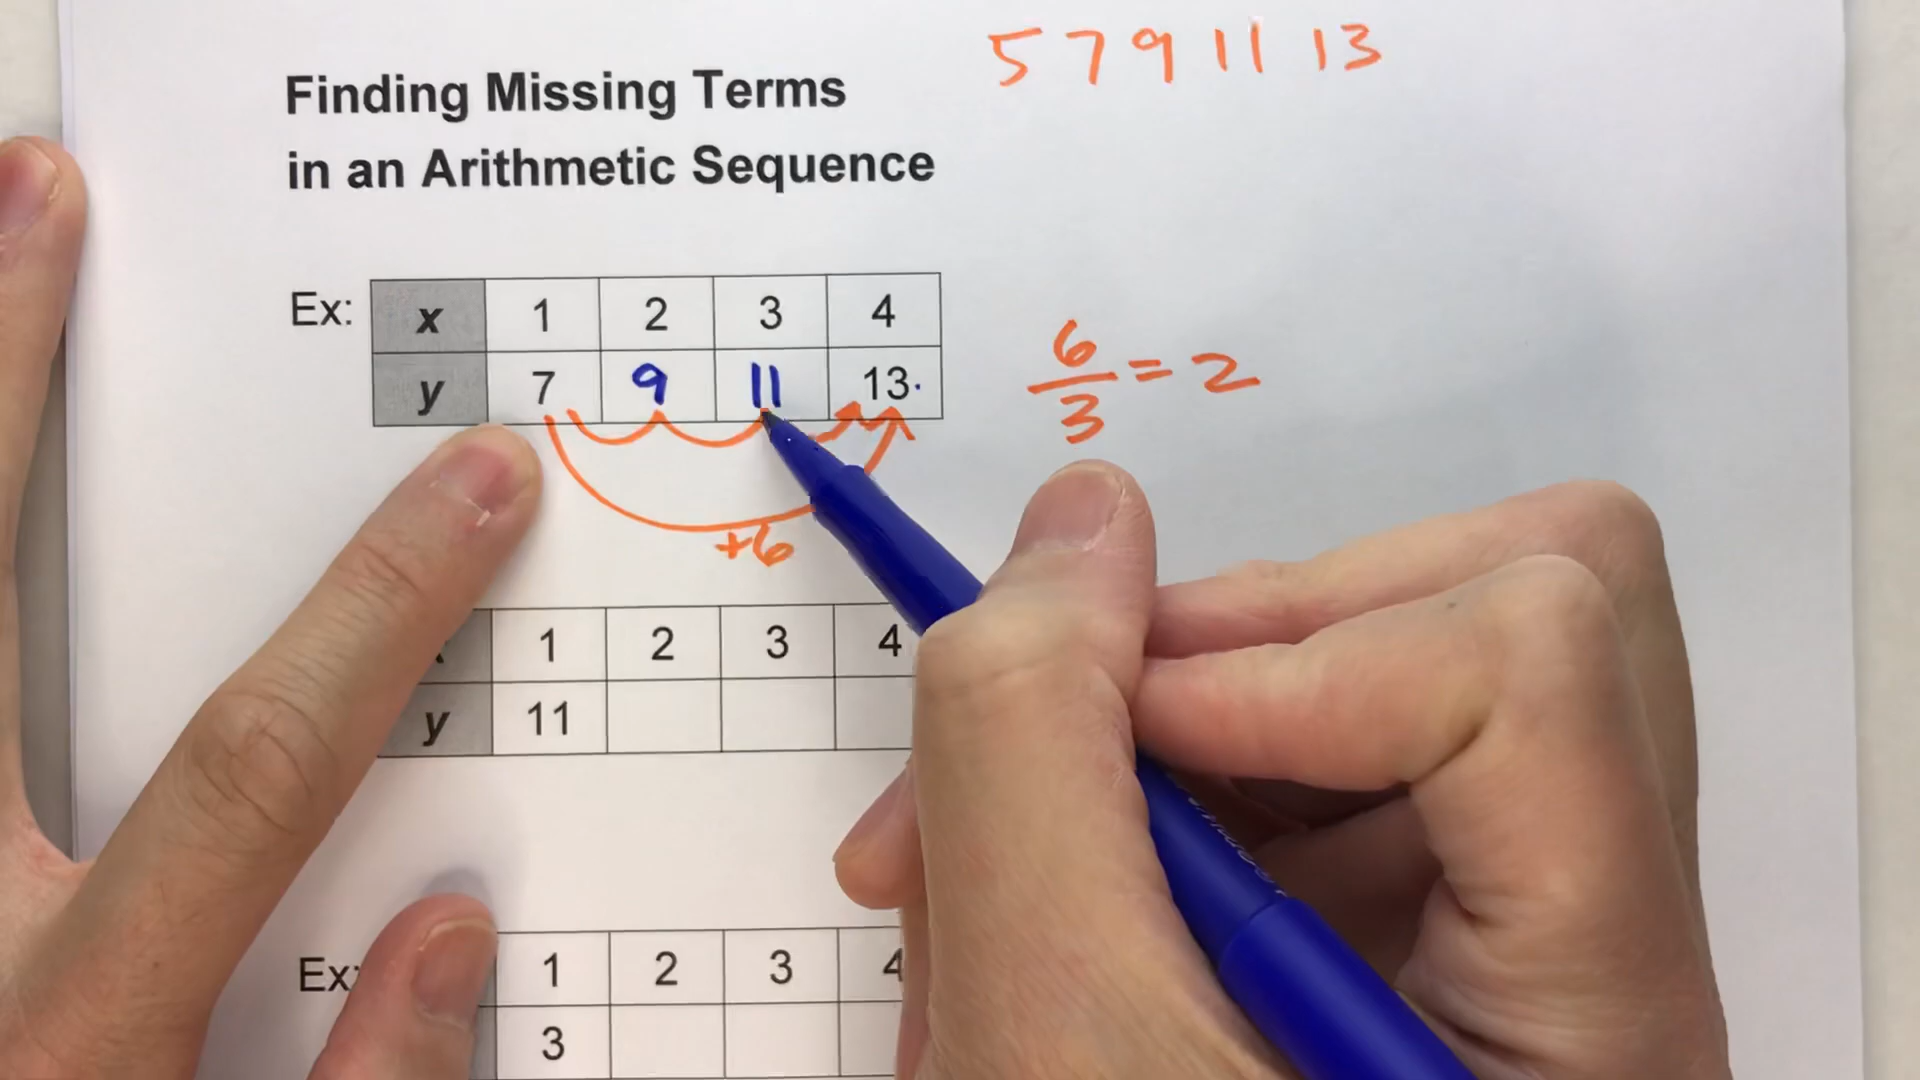 5 7 9 11 13
Finding Missing Terms
in an Arithmetic Sequence
Ex: x 1 2 3 4
y 7 9 11 13.
6/3 = 2
+6
1 2 3 4
y 11
Ex: 1 2 3 4
3